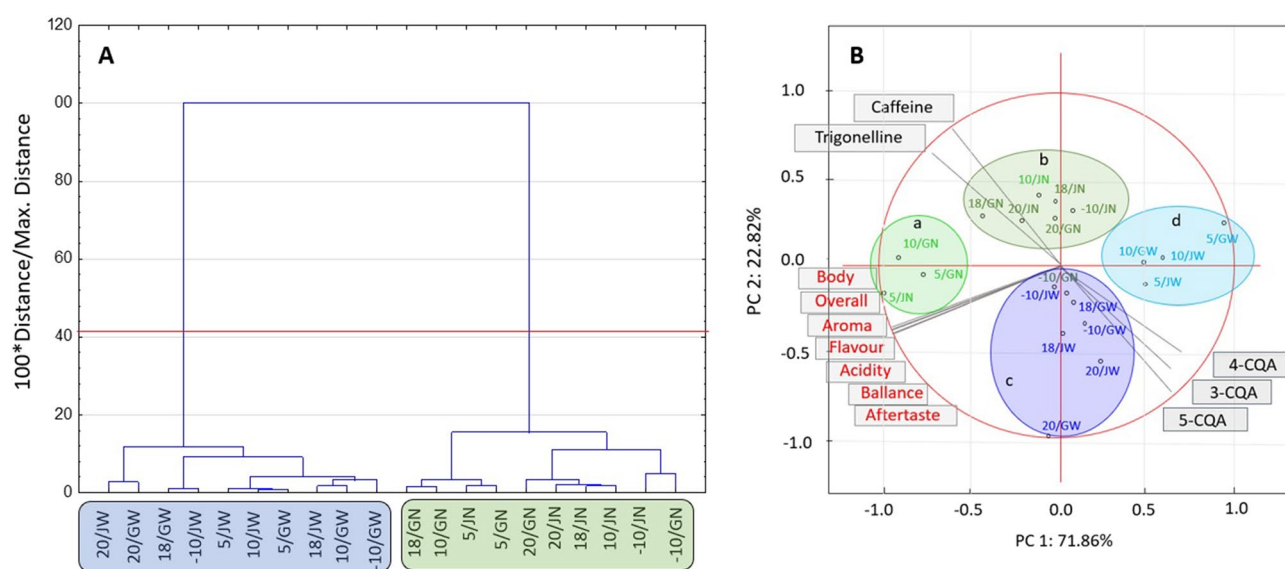 A
100*Distance/Max. Distance
120
00
80
60
40
20
0
20/JW
20/GW
18/GW
-10/JW
5/JW
10/JW
5/GW
18/JW
10/GW
-10/GW
18/GN
10/GN
5/JN
5/GN
20/GN
20/JN
18/JN
10/JN
-10/JN
-10/GN
B
PC 2: 22.82%
1.0
0.5
0.0
-0.5
-1.0
Caffeine
Trigonelline
b
10/JN
18/JN
18/GN
20/JN
-10/JN
20/GN
a
10/GN
5/GN
5/JN
d
5/GW
10/GW
10/JW
5/JW
-10/GN
-10/JW
18/GW
-10/GW
18/JW
20/JW
c
20/GW
Body
Overall
Aroma
Flavour
Acidity
Ballance
Aftertaste
4-CQA
3-CQA
5-CQA
-1.0
-0.5
0.0
0.5
1.0
PC 1: 71.86%